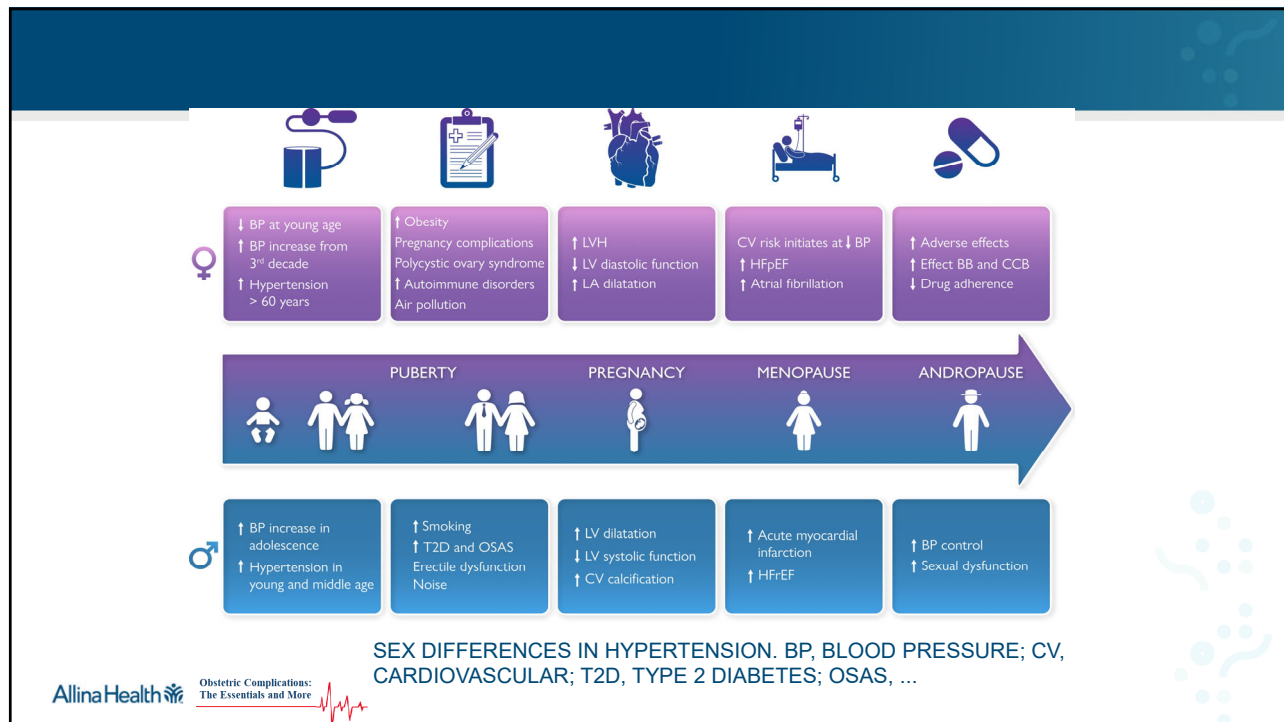 ↓ BP at young age
↑ BP increase from
3rd decade
↑ Hypertension
> 60 years
↑ Obesity
Pregnancy complications
Polycystic ovary syndrome
↑ Autoimmune disorders
Air pollution
↑ LVH
↓ LV diastolic function
↑ LA dilatation
CV risk initiates at ↓ BP
↑ HFpEF
↑ Atrial fibrillation
↑ Adverse effects
↑ Effect BB and CCB
↓ Drug adherence
PUBERTY
PREGNANCY
MENOPAUSE
ANDROPAUSE
↑ BP increase in
adolescence
↑ Hypertension in
young and middle age
↑ Smoking
↑ T2D and OSAS
Erectile dysfunction
Noise
↑ LV dilatation
↓ LV systolic function
↑ CV calcification
↑ Acute myocardial
infarction
↑ HFrEF
↑ BP control
↑ Sexual dysfunction
SEX DIFFERENCES IN HYPERTENSION. BP, BLOOD PRESSURE; CV,
CARDIOVASCULAR; T2D, TYPE 2 DIABETES; OSAS, ...
Allina Health
Obstetric Complications:
The Essentials and More